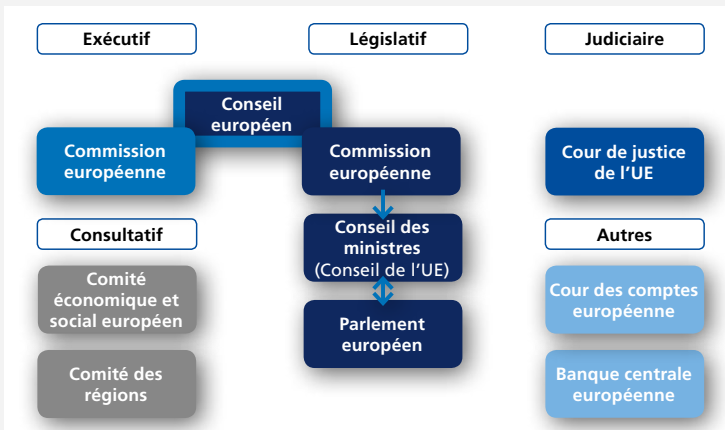 Exécutif
Législatif
Judiciaire
Conseil
européen
Commission
européenne
Commission
européenne
Cour de justice
de l’UE
Consultatif
Conseil des
ministres
(Conseil de l’UE)
Autres
Comité
économique et
social européen
Cour des comptes
européenne
Parlement
européen
Comité des
régions
Banque centrale
européenne